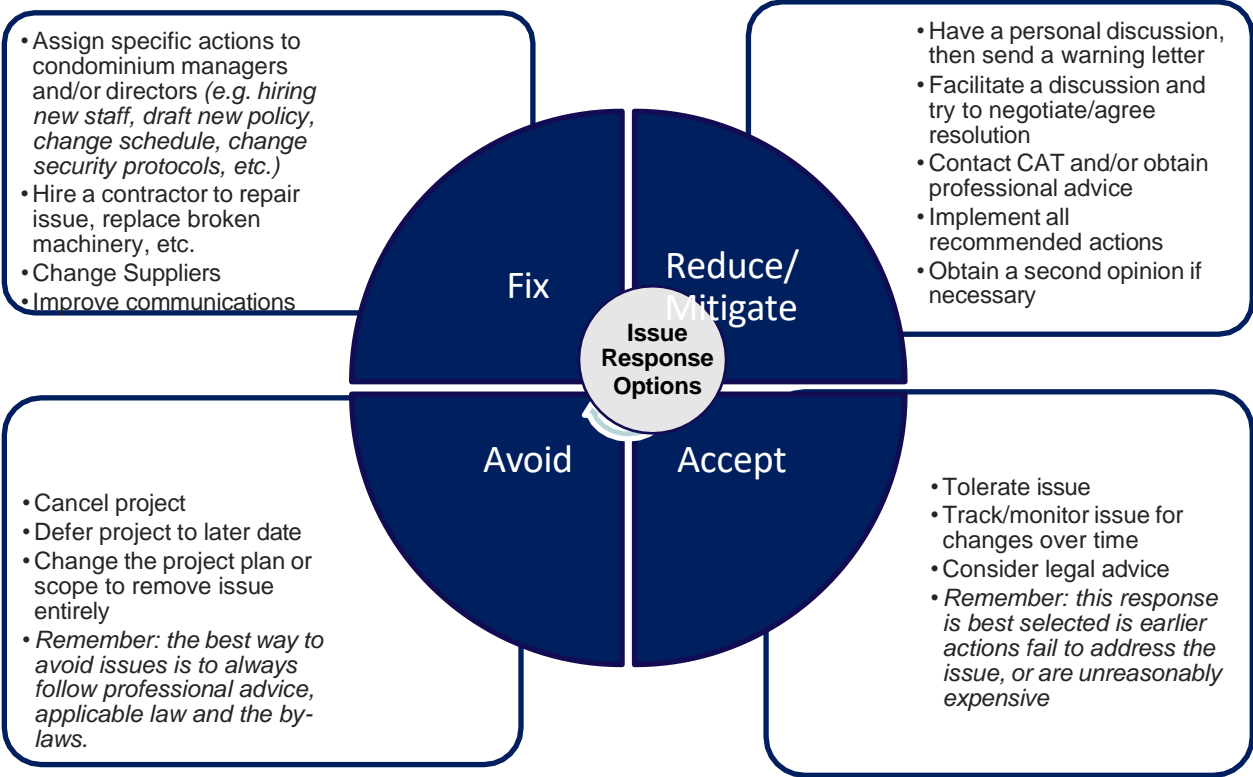 • Assign specific actions to
condominium managers
and/or directors (e.g. hiring
new staff, draft new policy,
change schedule, change
security protocols, etc.)
• Hire a contractor to repair
issue, replace broken
machinery, etc.
• Change Suppliers
• Improve communications
• Have a personal discussion,
then send a warning letter
• Facilitate a discussion and
try to negotiate/agree
resolution
• Contact CAT and/or obtain
professional advice
• Implement all
recommended actions
• Obtain a second opinion if
necessary
Fix
Reduce/
Mitigate
Issue
Response
Options
Avoid
Accept
• Cancel project
• Defer project to later date
• Change the project plan or
scope to remove issue
entirely
• Remember: the best way to
avoid issues is to always
follow professional advice,
applicable law and the by-
laws.
• Tolerate issue
• Track/monitor issue for
changes over time
• Consider legal advice
• Remember: this response
is best selected is earlier
actions fail to address the
issue, or are unreasonably
expensive